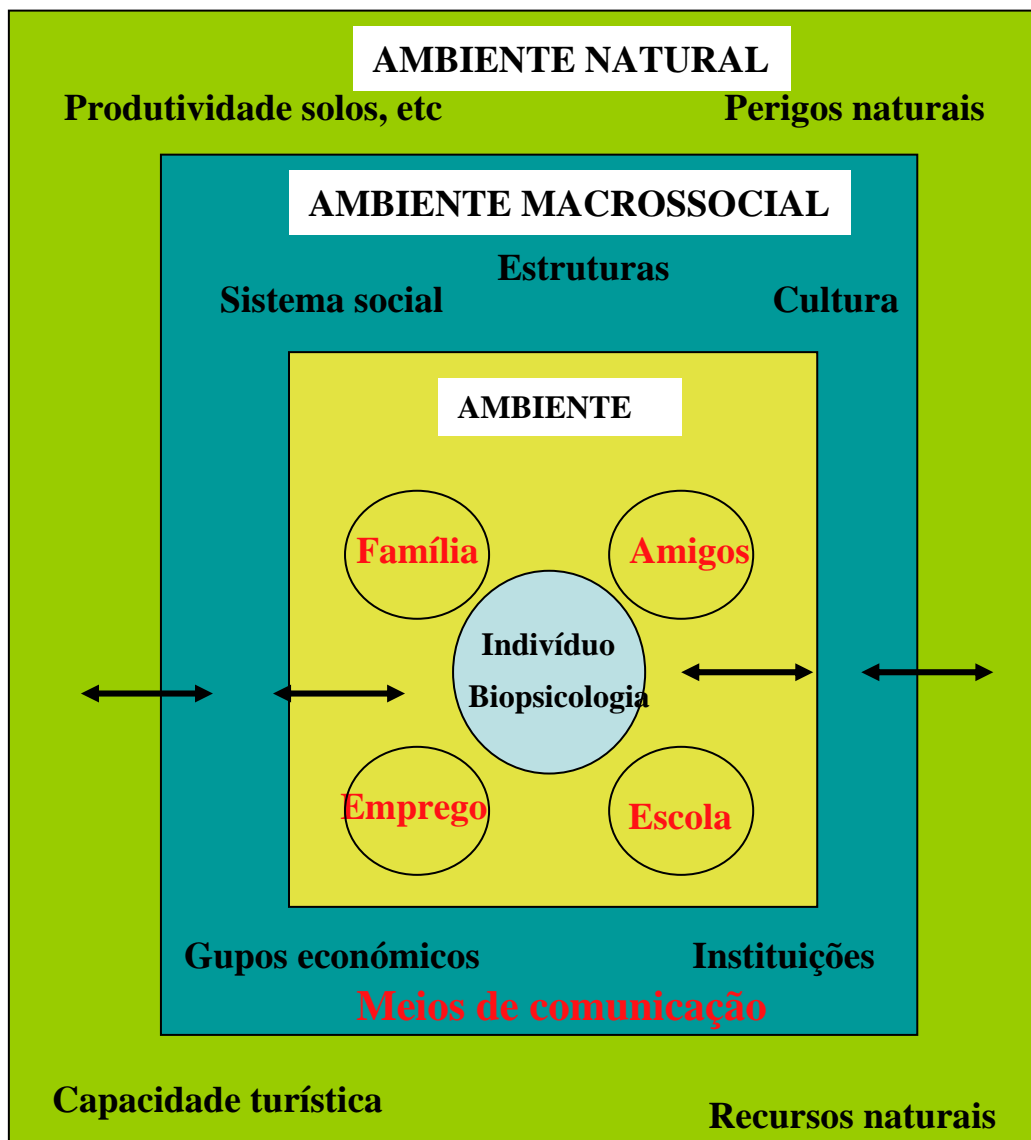 AMBIENTE NATURAL
Produtividade solos, etc
Perigos naturais
AMBIENTE MACROSSOCIAL
Estruturas
Sistema social
Cultura
AMBIENTE
Família
Amigos
Indivíduo
Biopsicologia
Emprego
Escola
Gupos económicos
Instituições
Meios de comunicação
Capacidade turística
Recursos naturais